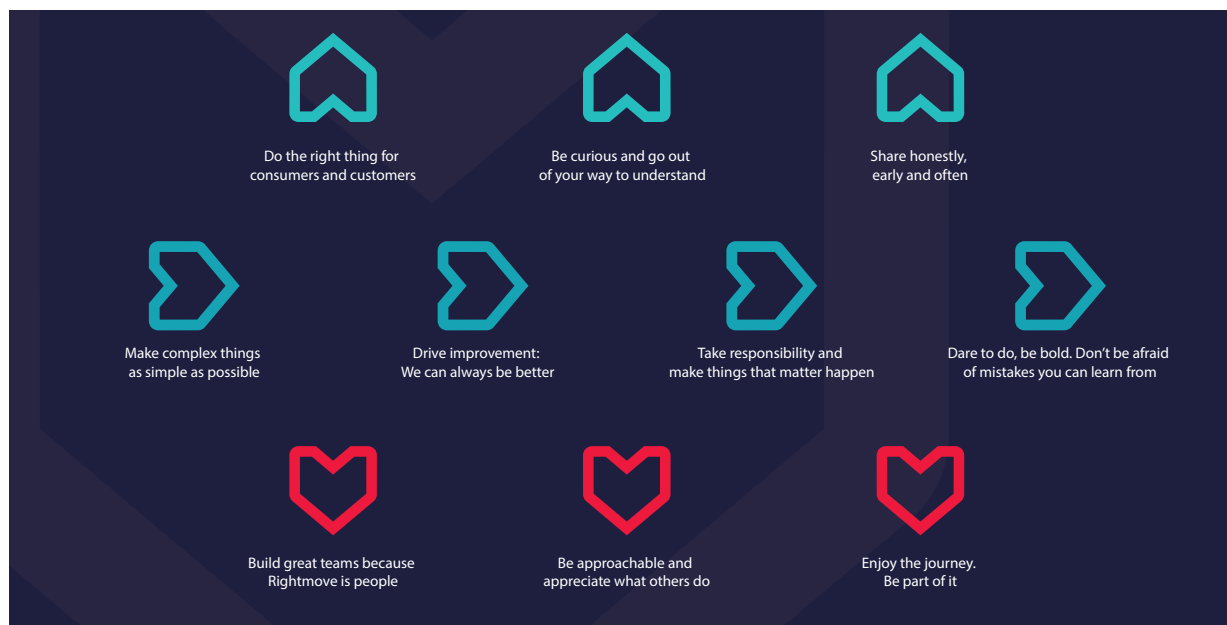 Do the right thing for
consumers and customers
Be curious and go out
of your way to understand
Share honestly,
early and often
Make complex things
as simple as possible
Drive improvement:
We can always be better
Take responsibility and
make things that matter happen
Dare to do, be bold. Don’t be afraid
of mistakes you can learn from
Build great teams because
Rightmove is people
Be approachable and
appreciate what others do
Enjoy the journey.
Be part of it